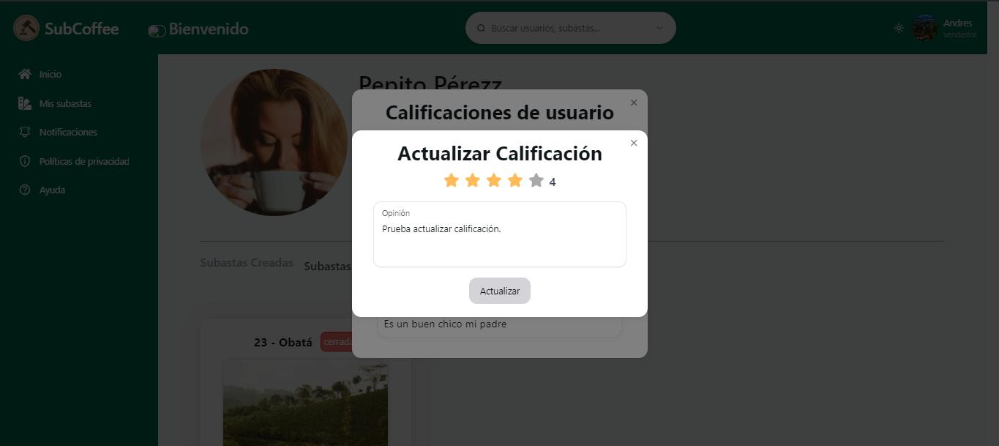 SubCoffee
Bienvenido
Buscar usuarios, subastas...
Andres
vendedor
Inicio
Mis subastas
Notificaciones
Políticas de privacidad
Ayuda
Pepito Pérezz
Calificaciones de usuario
Actualizar Calificación
4
Opinión
Prueba actualizar calificación.
Actualizar
Es un buen chico mi padre
Subastas Creadas
Subastas
23 - Obatá
cerrada